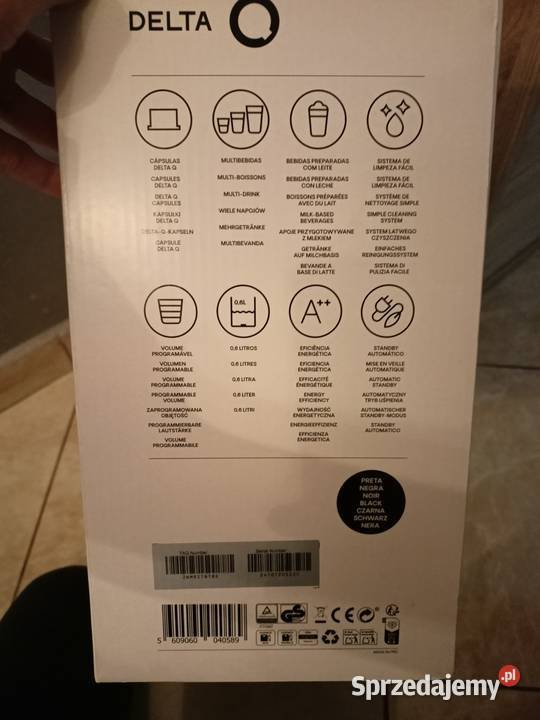 DELTA Q
CÁPSULAS
DELTA Q
CAPSULES
DELTA Q
DELTA Q
CAPSULES
KAPSUŁKI
DELTA Q
DELTA-Q-KAPSELN
CAPSULE
DELTA Q
MULTIBEBIDAS
MULTI-BOISSONS
MULTI-DRINK
WIELE NAPOJÓW
MEHRGETRÄNKE
MULTIBEVANDA
BEBIDAS PREPARADAS
COM LEITE
BEBIDAS PREPARADAS
CON LECHE
BOISSONS PRÉPARÉES
AVEC DU LAIT
MILK-BASED
BEVERAGES
APOJE PRZYGOTOWYWANE
Z MLEKIEM
GETRÄNKE
AUF MILCHBASIS
BEVANDE A
BASE DI LATTE
SISTEMA DE
LIMPEZA FÁCIL
SISTEMA DE
LIMPIEZA FÁCIL
SYSTÈME DE
NETTOYAGE SIMPLE
SIMPLE CLEANING
SYSTEM
SYSTEM ŁATWEGO
CZYSZCZENIA
EINFACHES
REINIGUNGSSYSTEM
SISTEMA DI
PULIZIA FACILE
0,6L
A++
VOLUME
PROGRAMÁVEL
VOLUMEN
PROGRAMABLE
VOLUME
PROGRAMMABLE
PROGRAMMABLE
VOLUME
ZAPROGRAMOWANA
OBJĘTOŚĆ
PROGRAMMIERBARE
LAUTSTÄRKE
VOLUME
PROGRAMMABILE
0,6 LITROS
0,6 LITRES
0,6 LITRA
0,6 LITER
0,6 LITRI
EFICIÊNCIA
ENERGÉTICA
EFICIENCIA
ENERGÉTICA
EFFICACITÉ
ÉNERGÉTIQUE
ENERGY
EFFICIENCY
WYDAJNOŚĆ
ENERGETYCZNA
ENERGIEEFFIZIENZ
EFFICIENZA
ENERGETICA
STANDBY
AUTOMÁTICO
MISE EN VEILLE
AUTOMATIQUE
AUTOMATIC
STANDBY
AUTOMATYCZNY
TRYB UŚPIENIA
AUTOMATISCHER
STANDBY-MODUS
STANDBY
AUTOMATICO
PRETA
NEGRA
NOIR
BLACK
CZARNA
SCHWARZ
NERA
FAQ Number
Serial Number
5 609060 040589
CE
Sprzedajemy.pl